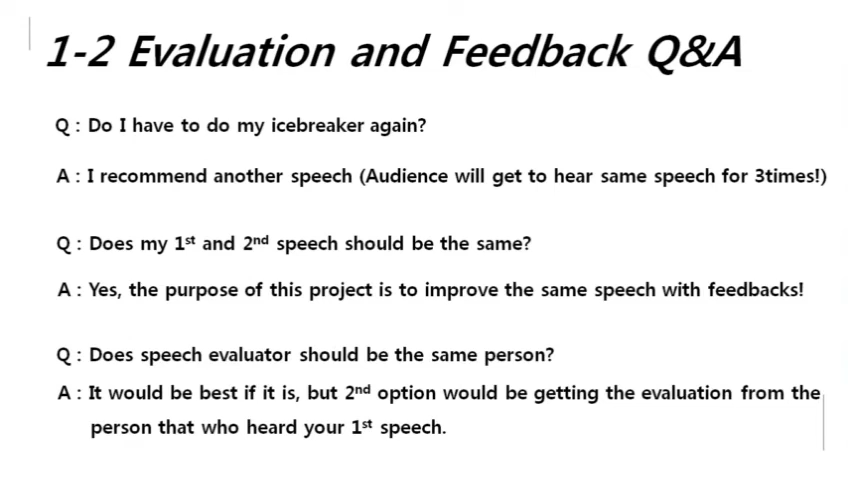 1-2 Evaluation and Feedback Q&A
Q : Do I have to do my icebreaker again?
A : I recommend another speech (Audience will get to hear same speech for 3times!)
Q : Does my 1st and 2nd speech should be the same?
A : Yes, the purpose of this project is to improve the same speech with feedbacks!
Q : Does speech evaluator should be the same person?
A : It would be best if it is, but 2nd option would be getting the evaluation from the
person that who heard your 1st speech.